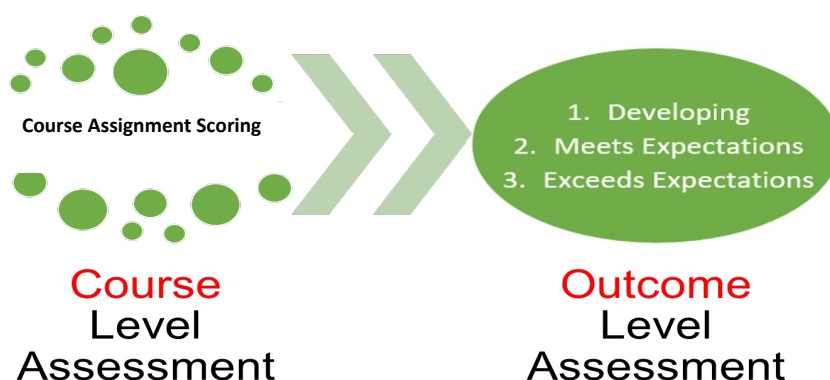 Course Assignment Scoring
1. Developing
2. Meets Expectations
3. Exceeds Expectations
Course
Level
Assessment
Outcome
Level
Assessment